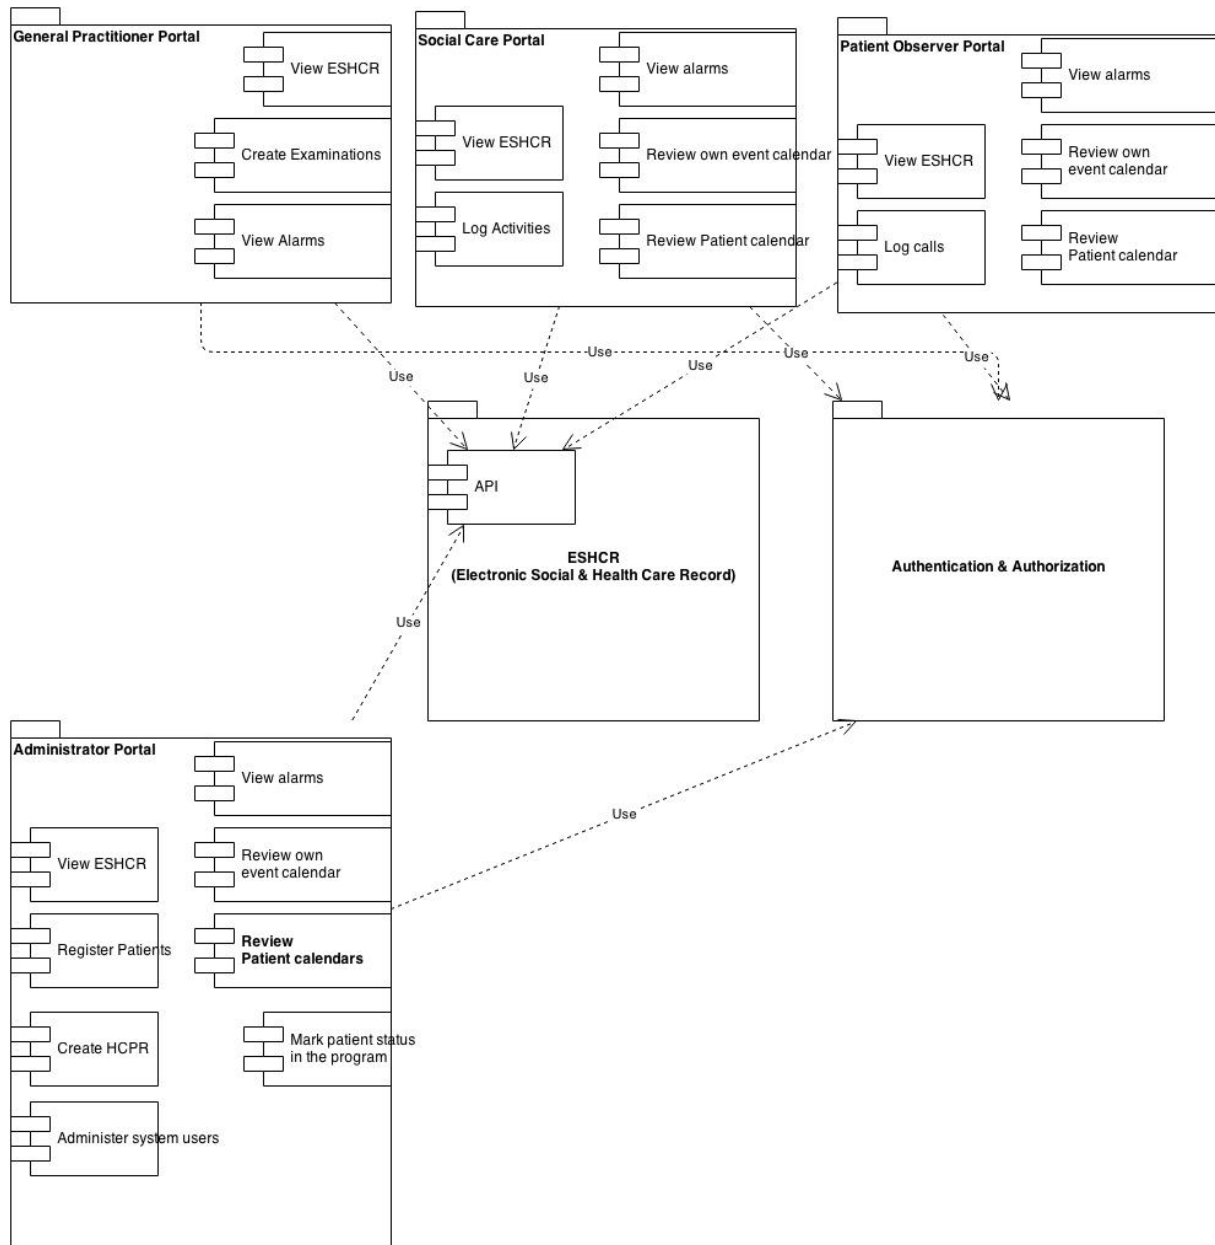 General Practitioner Portal
View ESHCR
Create Examinations
View Alarms
Social Care Portal
View alarms
View ESHCR
Review own event calendar
Log Activities
Review Patient calendar
Patient Observer Portal
View alarms
View ESHCR
Review own
event calendar
Log calls
Review
Patient calendar
Use
Use
Use
Use
Use
Use
API
ESHCR
(Electronic Social & Health Care Record)
Authentication & Authorization
Use
Administrator Portal
View alarms
View ESHCR
Review own
event calendar
Use
Register Patients
Review
Patient calendars
Create HCPR
Mark patient status
in the program
Administer system users